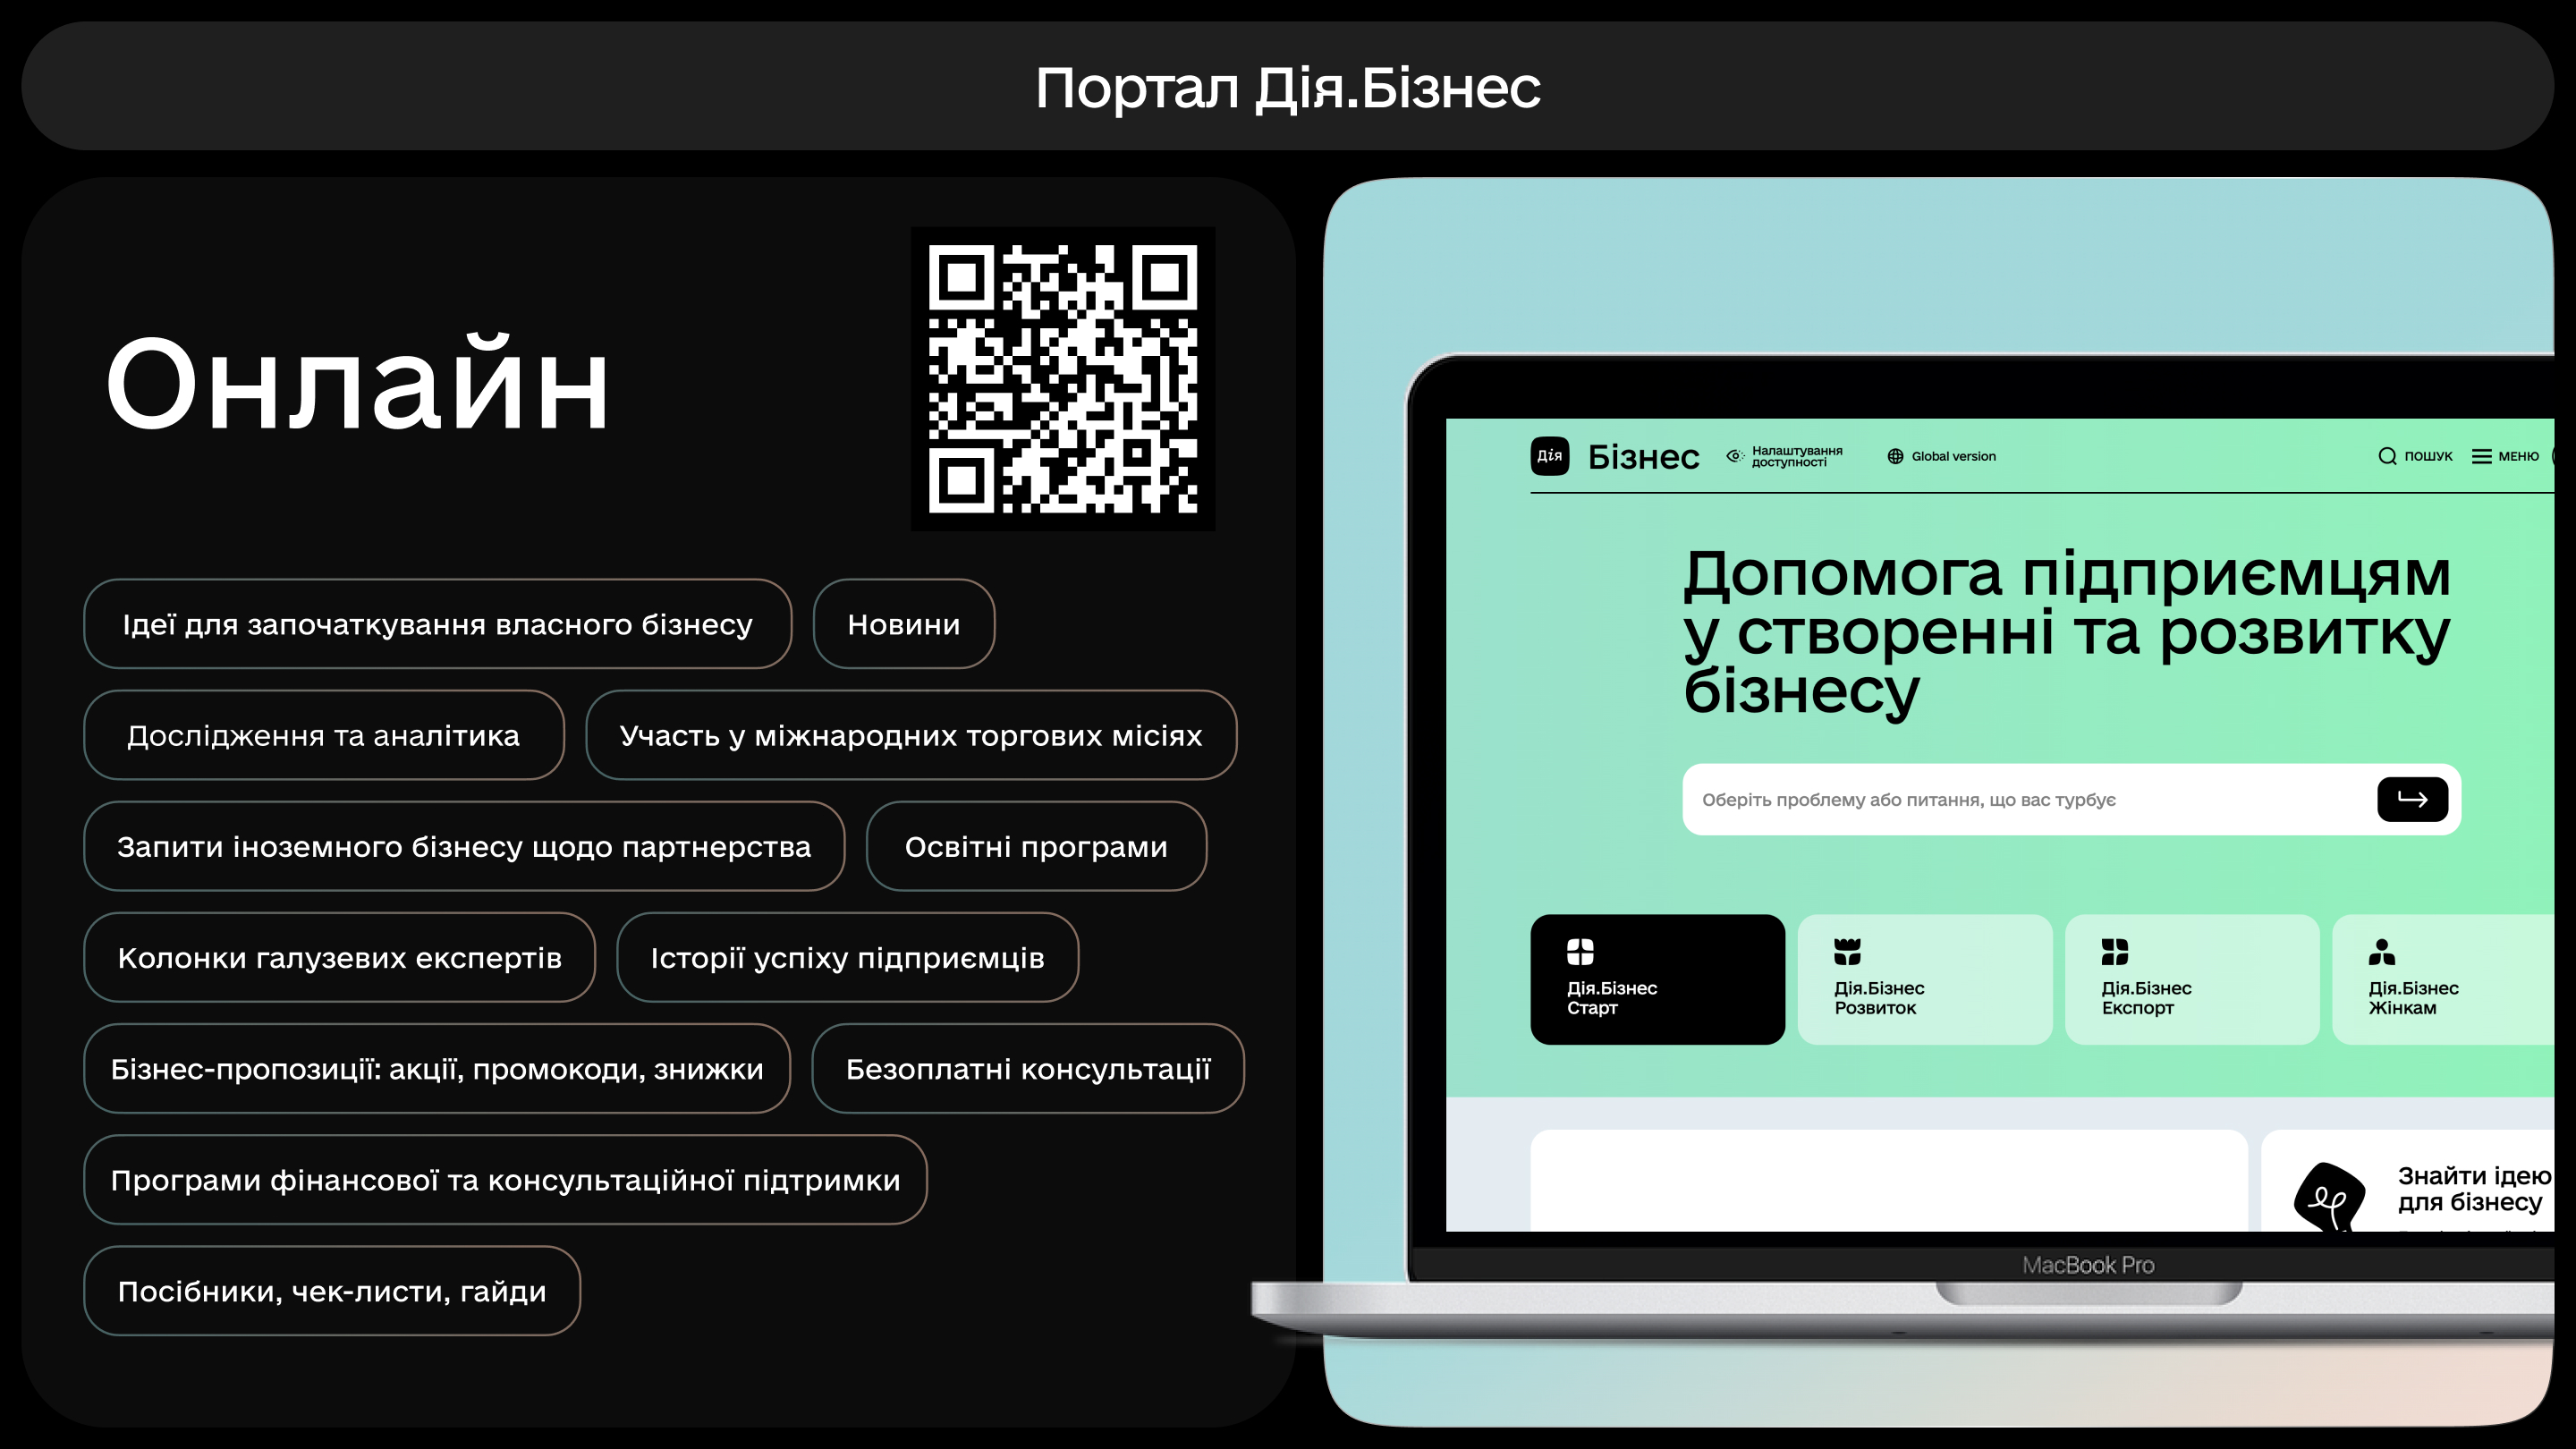 Портал Дія.Бізнес
Онлайн
Ідеї для започаткування власного бізнесу
Новини
Дослідження та аналітика
Участь у міжнародних торгових місіях
Запити іноземного бізнесу щодо партнерства
Освітні програми
Колонки галузевих експертів
Історії успіху підприємців
Бізнес-пропозиції: акції, промокоди, знижки
Безоплатні консультації
Програми фінансової та консультаційної підтримки
Посібники, чек-листи, гайди
Дія
Бізнес
Налаштування
доступності
Global version
ПОШУК
МЕНЮ
Допомога підприємцям
у створенні та розвитку
бізнесу
Оберіть проблему або питання, що вас турбує
Дія.Бізнес
Старт
Дія.Бізнес
Розвиток
Дія.Бізнес
Експорт
Дія.Бізнес
Жінкам
Знайти ідею
для бізнесу
MacBook Pro